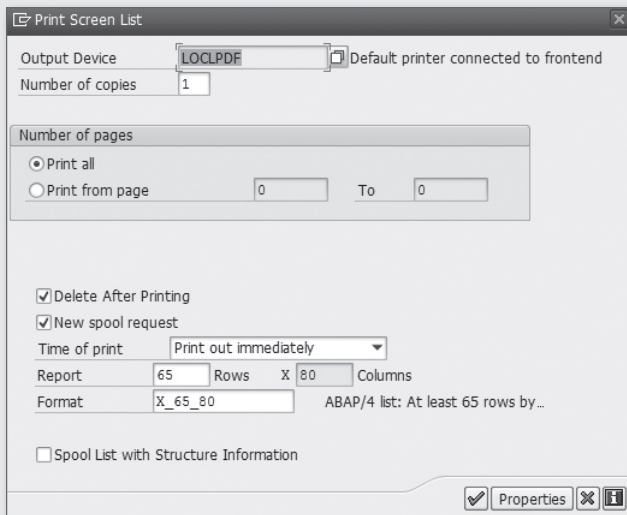 Print Screen List
Output Device LOCLPDF Default printer connected to frontend
Number of copies 1
Number of pages
Print all
Print from page 0 To 0
Delete After Printing
New spool request
Time of print Print out immediately
Report 65 Rows X 80 Columns
Format X_65_80 ABAP/4 list: At least 65 rows by…
Spool List with Structure Information
Properties